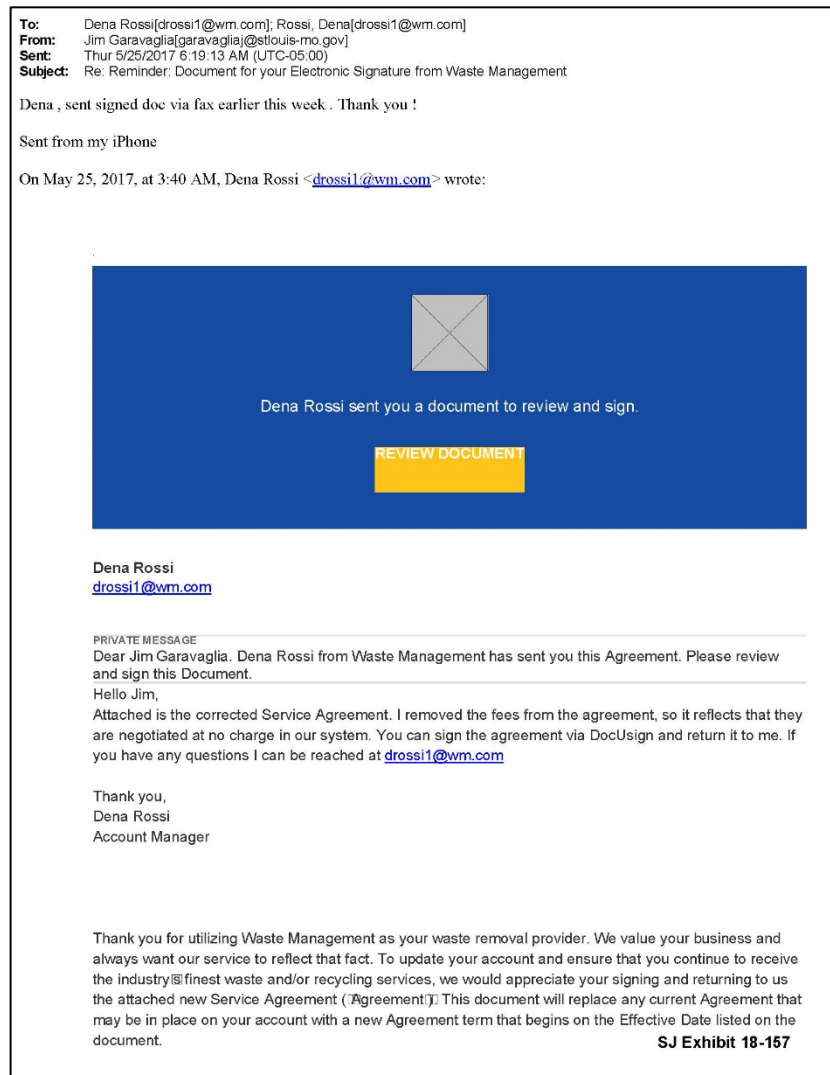 To: Dena Rossi[drossi1@wm.com]; Rossi, Dena[drossi1@wm.com]
From: Jim Garavaglia[garavagliaj@stlouis-mo.gov]
Sent: Thur 5/25/2017 6:19:13 AM (UTC-05:00)
Subject: Re: Reminder: Document for your Electronic Signature from Waste Management
Dena , sent signed doc via fax earlier this week . Thank you !
Sent from my iPhone
On May 25, 2017, at 3:40 AM, Dena Rossi <drossi1@wm.com> wrote:
.
Dena Rossi sent you a document to review and sign.
REVIEW DOCUMENT
Dena Rossi
drossi1@wm.com
PRIVATE MESSAGE
Dear Jim Garavaglia. Dena Rossi from Waste Management has sent you this Agreement. Please review
and sign this Document.
Hello Jim,
Attached is the corrected Service Agreement. I removed the fees from the agreement, so it reflects that they
are negotiated at no charge in our system. You can sign the agreement via DocUsign and return it to me. If
you have any questions I can be reached at drossi1@wm.com
Thank you,
Dena Rossi
Account Manager
Thank you for utilizing Waste Management as your waste removal provider. We value your business and
always want our service to reflect that fact. To update your account and ensure that you continue to receive
the industry s finest waste and/or recycling services, we would appreciate your signing and returning to us
the attached new Service Agreement ( Agreement ). This document will replace any current Agreement that
may be in place on your account with a new Agreement term that begins on the Effective Date listed on the
document.
SJ Exhibit 18-157